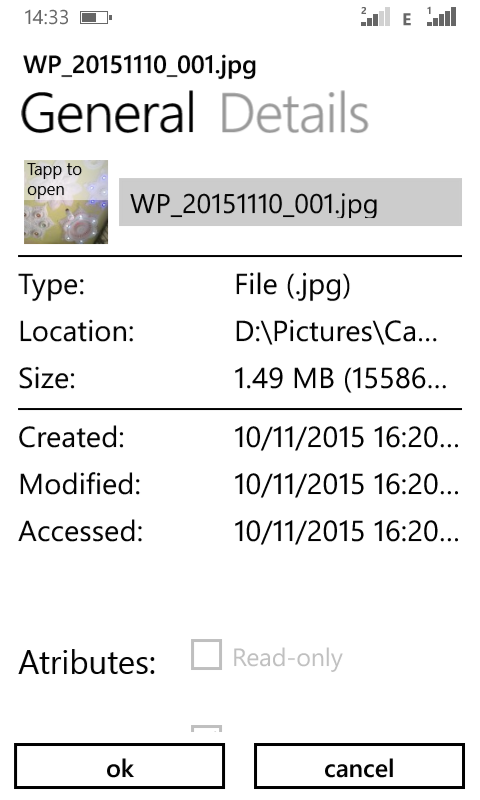 14:33 2 E 1
WP_20151110_001.jpg
General Details
Tapp to
open
WP_20151110_001.jpg
Type: File (.jpg)
Location: D:\Pictures\Ca...
Size: 1.49 MB (15586...
Created: 10/11/2015 16:20...
Modified: 10/11/2015 16:20...
Accessed: 10/11/2015 16:20...
Atributes: Read-only
ok cancel